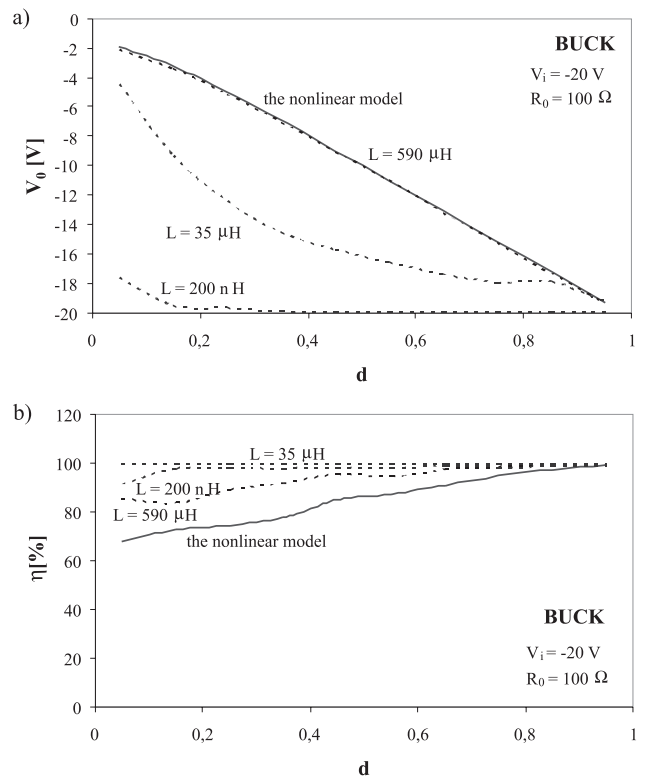 a)
0
-2
-4
-6
-8
-10
-12
-14
-16
-18
-20
V₀ [V]
BUCK
Vᵢ = -20 V
R₀ = 100 Ω
the nonlinear model
L = 590 μH
L = 35 μH
L = 200 n H
0
0,2
0,4
0,6
0,8
1
d
b)
120
100
80
60
40
20
0
η[%]
L = 35 μH
L = 200 n H
L = 590 μH
the nonlinear model
BUCK
Vᵢ = -20 V
R₀ = 100 Ω
0
0,2
0,4
0,6
0,8
1
d